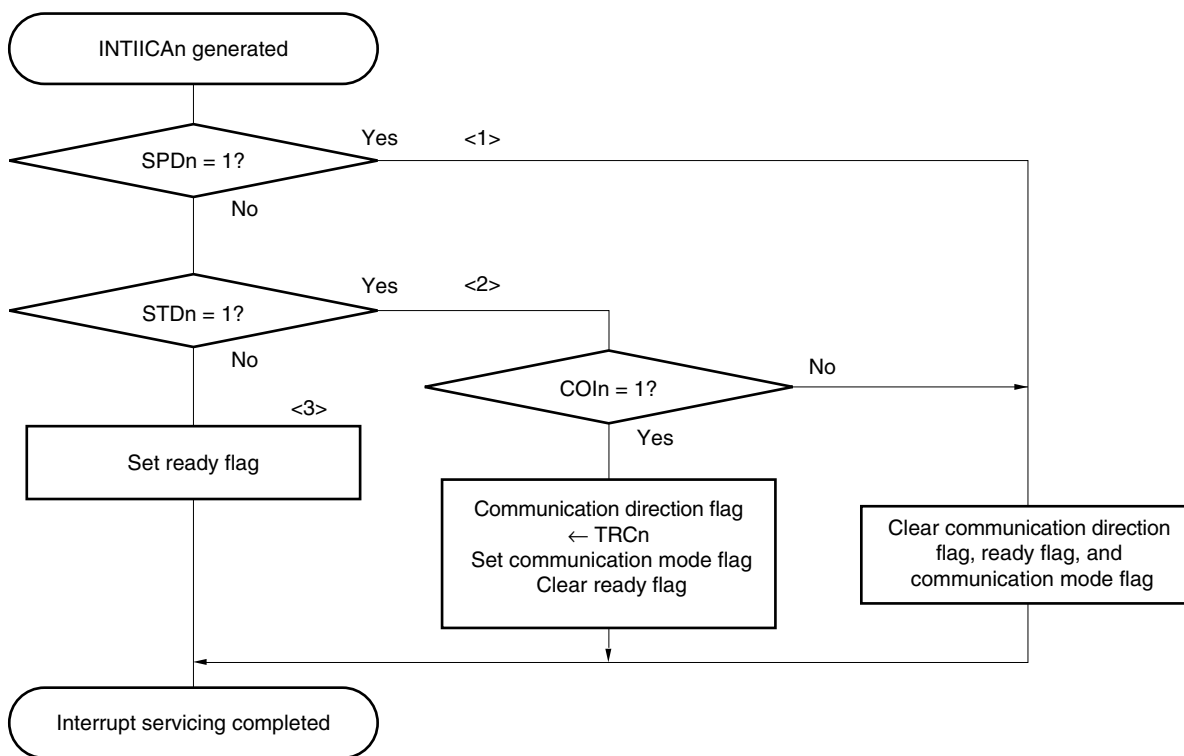 INTIICAn generated
Yes
<1>
SPDn = 1?
No
Yes
<2>
STDn = 1?
No
COIn = 1?
No
Yes
<3>
Set ready flag
Communication direction flag
← TRCn
Set communication mode flag
Clear ready flag
Clear communication direction
flag, ready flag, and
communication mode flag
Interrupt servicing completed